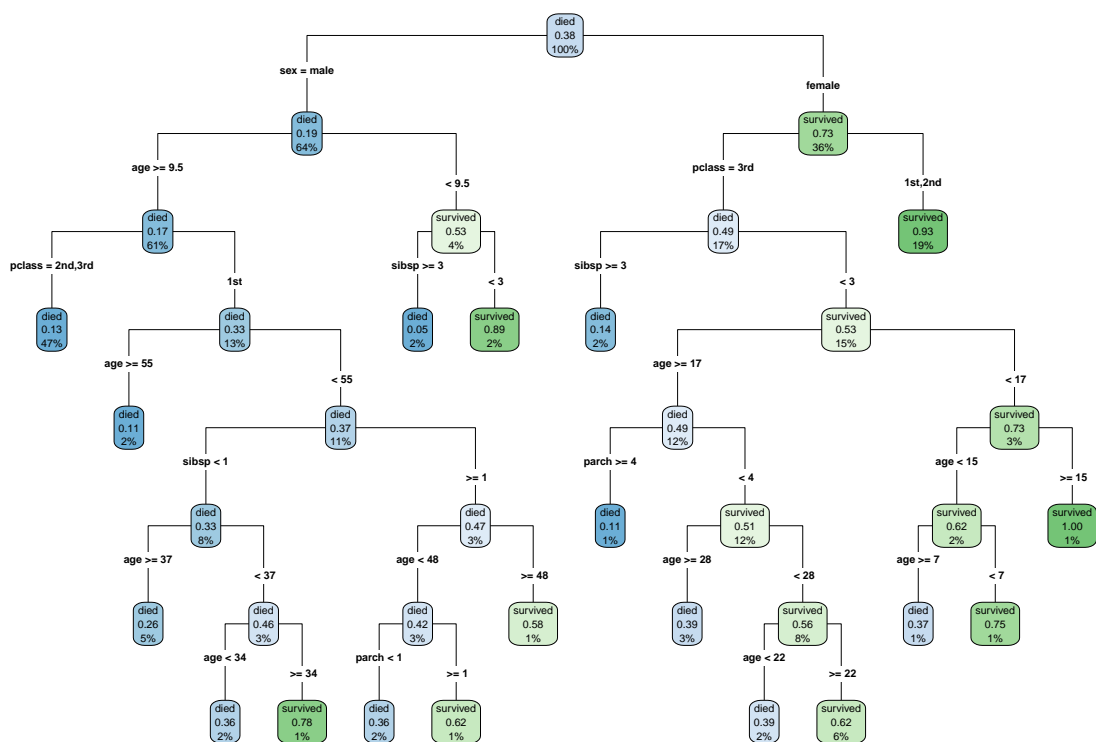 died
0.38
100%
sex = male
female
died
0.19
64%
survived
0.73
36%
age >= 9.5
< 9.5
pclass = 3rd
1st,2nd
died
0.17
61%
survived
0.53
4%
died
0.49
17%
survived
0.93
19%
pclass = 2nd,3rd
1st
sibsp >= 3
< 3
sibsp >= 3
< 3
died
0.13
47%
died
0.33
13%
died
0.05
2%
survived
0.89
2%
died
0.14
2%
survived
0.53
15%
age >= 55
< 55
age >= 17
< 17
died
0.11
2%
died
0.37
11%
died
0.49
12%
survived
0.73
3%
sibsp < 1
>= 1
parch >= 4
< 4
age < 15
>= 15
died
0.33
8%
died
0.47
3%
died
0.11
1%
survived
0.51
12%
survived
0.62
2%
survived
1.00
1%
age >= 37
< 37
age < 48
>= 48
age >= 28
< 28
age >= 7
< 7
died
0.26
5%
died
0.46
3%
died
0.42
3%
survived
0.58
1%
died
0.39
3%
survived
0.56
8%
died
0.37
1%
survived
0.75
1%
age < 34
>= 34
parch < 1
>= 1
age < 22
>= 22
died
0.36
2%
survived
0.78
1%
died
0.36
2%
survived
0.62
1%
died
0.39
2%
survived
0.62
6%